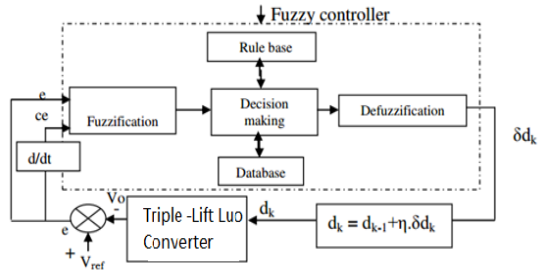 Fuzzy controller
Rule base
e
ce
Fuzzification
Decision
making
Defuzzification
δdₖ
d/dt
Database
Vo
-
Triple -Lift Luo
Converter
dₖ
dₖ = dₖ₋₁+η.δdₖ
e
+
Vref